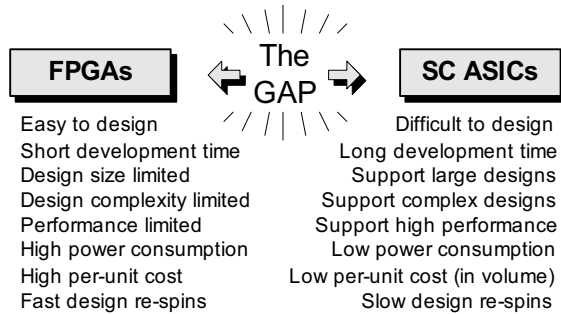 The
GAP
FPGAs
SC ASICs
Easy to design
Short development time
Design size limited
Design complexity limited
Performance limited
High power consumption
High per-unit cost
Fast design re-spins
Difficult to design
Long development time
Support large designs
Support complex designs
Support high performance
Low power consumption
Low per-unit cost (in volume)
Slow design re-spins